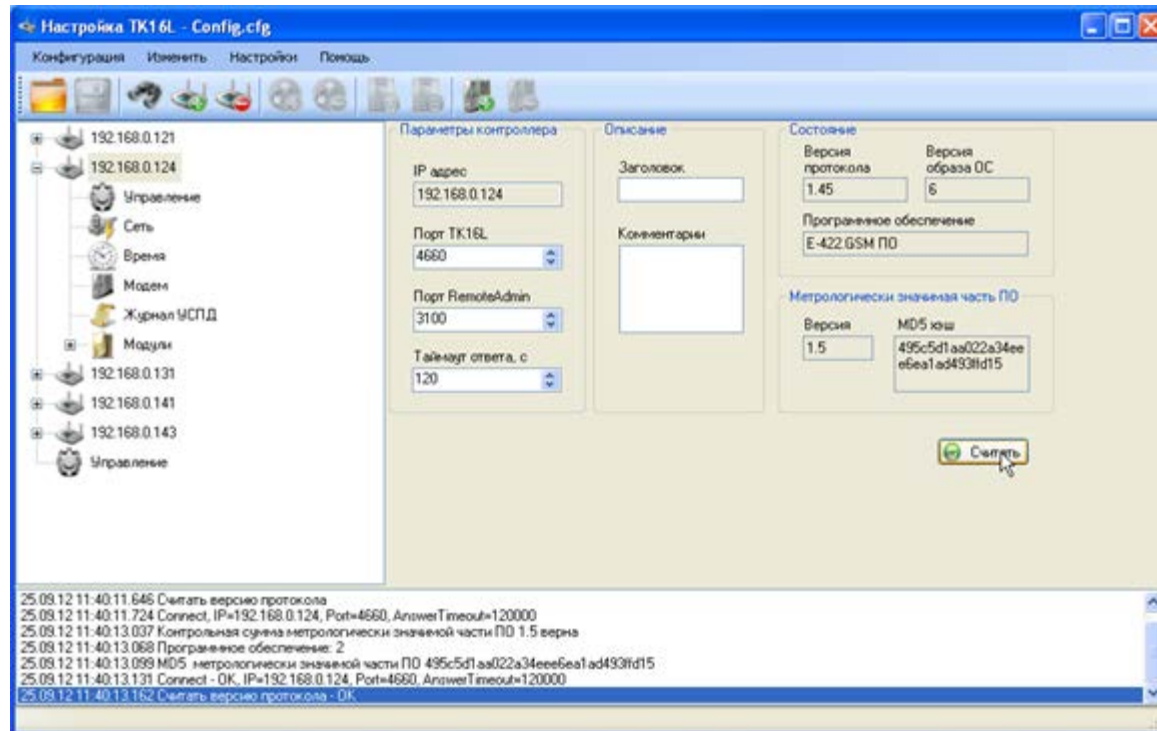 Настройка TK16L - Config.cfg
Конфигурация Изменить Настройки Помощь
192.168.0.121
192.168.0.124
Управление
Сеть
Время
Модем
Журнал УСПД
Модули
192.168.0.131
192.168.0.141
192.168.0.143
Управление
Параметры контроллера
IP адрес
192.168.0.124
Порт TK16L
4660
Порт RemoteAdmin
3100
Таймаут ответа, с
120
Описание
Заголовок
Комментарии
Состояние
Версия протокола
1.45
Версия образа ОС
6
Программное обеспечение
E-422.GSM ПО
Метрологически значимая часть ПО
Версия
1.5
MD5 хэш
495c5d1aa022a34ee
e6ea1ad493ffd15
Считать
25.09.12 11:40:11.646 Считать версию протокола
25.09.12 11:40:11.724 Connect, IP=192.168.0.124, Port=4660, AnswerTimeout=120000
25.09.12 11:40:13.037 Контрольная сумма метрологически значимой части ПО 1.5 верна
25.09.12 11:40:13.068 Программное обеспечение: 2
25.09.12 11:40:13.099 MD5 метрологически значимой части ПО 495c5d1aa022a34eee6ea1ad493ffd15
25.09.12 11:40:13.131 Connect - OK, IP=192.168.0.124, Port=4660, AnswerTimeout=120000
25.09.12 11:40:13.162 Считать версию протокола - OK